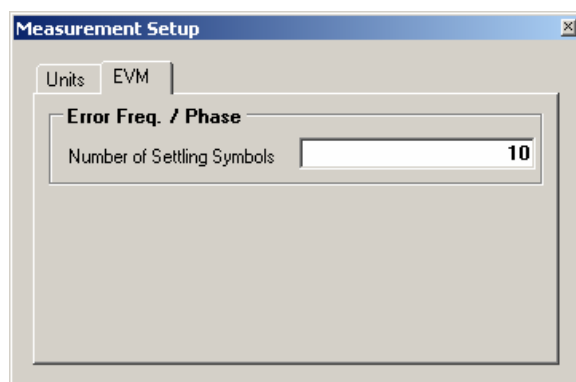 Measurement Setup
Units EVM
Error Freq. / Phase
Number of Settling Symbols 10